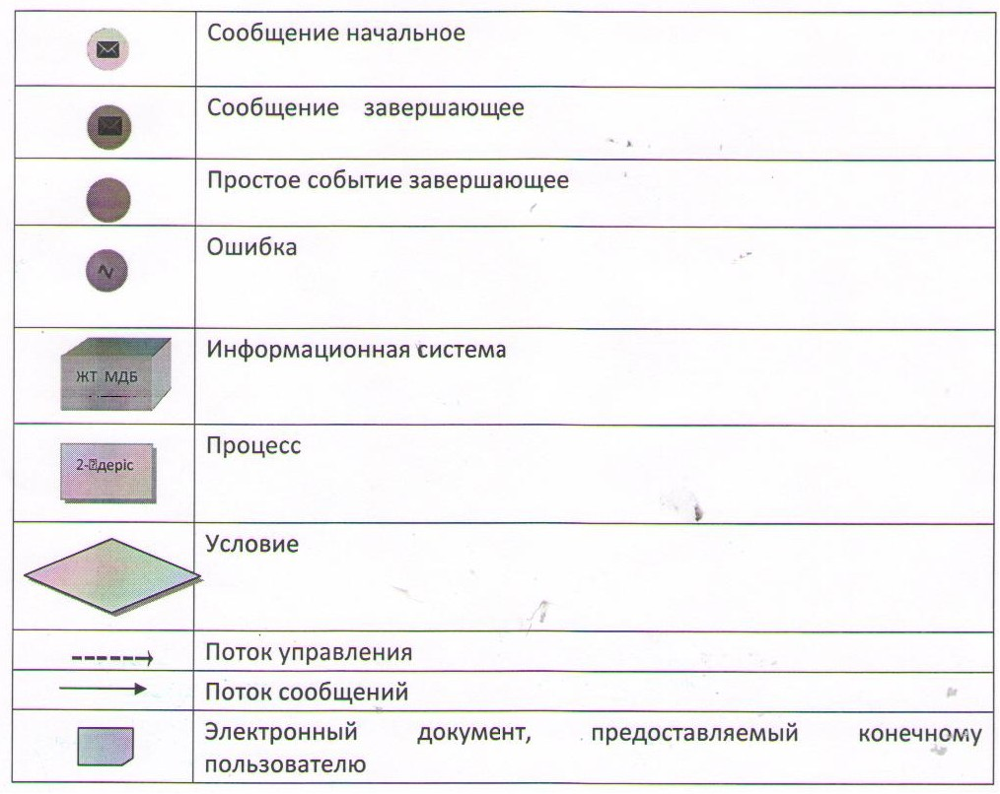 Сообщение начальное
Сообщение завершающее
Простое событие завершающее
Ошибка
ЖТ МДБ
Информационная система
2-�деріс
Процесс
Условие
Поток управления
Поток сообщений
Электронный документ, предоставляемый конечному
пользователю